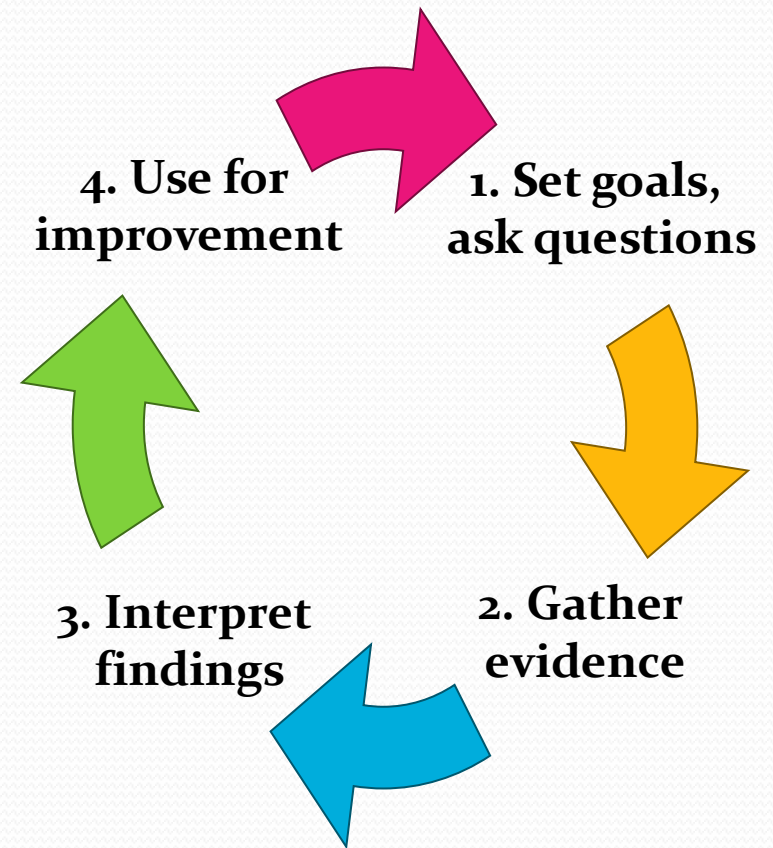 1. Set goals,
ask questions
2. Gather
evidence
3. Interpret
findings
4. Use for
improvement